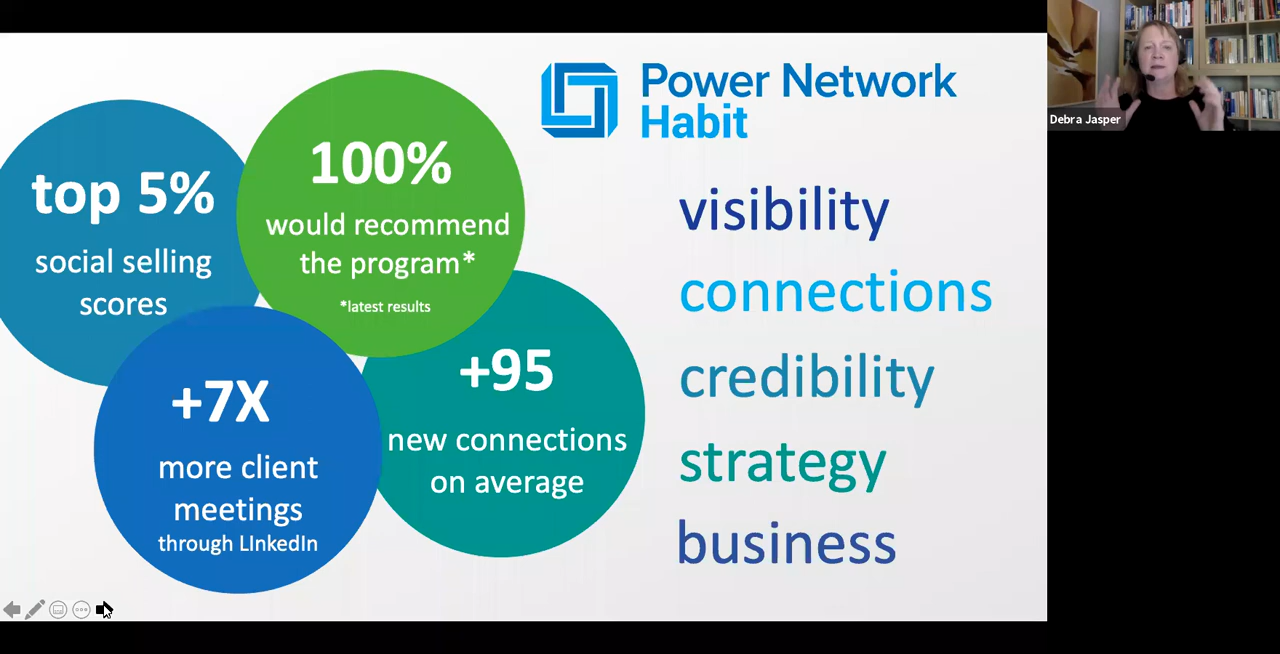 Power Network
Habit
top 5%
social selling
scores
100%
would recommend
the program*
*latest results
+7X
more client
meetings
through LInkedIn
+95
new connections
on average
visibility
connections
credibility
strategy
business
Debra Jasper